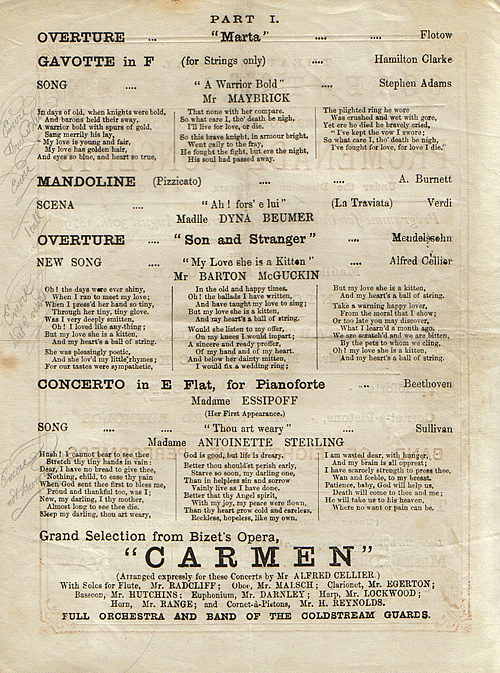 PART I.
OVERTURE ... "Marta" .... .... Flotow
GAVOTTE in F (for Strings only) .... Hamilton Clarke
SONG .... "A Warrior Bold" .... Stephen Adams
Mr MAYBRICK
In days of old, when knights were bold,
And barons held their sway,
A warrior bold with spurs of gold,
Sang merrily his lay,
"My love is young and fair,
My love has golden hair,
And eyes so blue, and heart so true,
That none with her compare.
So what care I, tho' death be nigh,
I'll live for love, or die.
So this brave knight, in armour bright,
Went gaily to the fray,
He fought the fight, but ere the night,
His soul had passed away.
The plighted ring he wore
Was crushed and wet with gore,
Yet ere he died he bravely cried,
"I've kept the vow I swore;
So what care I, tho' death be nigh,
I've fought for love, for love I die."
MANDOLINE (Pizzicato) .... .... A. Burnett
SCENA .... "Ah! fors' e lui" (La Traviata) Verdi
Madlle DYNA BEUMER
OVERTURE .... "Son and Stranger" .... Mendelssohn
NEW SONG .... "My Love she is a Kitten" Alfred Cellier
Mr BARTON McGUCKIN
Oh! the days were ever shiny,
When I ran to meet my love;
When I press'd her hand so tiny,
Through her tiny, tiny glove.
Was I very deeply smitten,
Oh! I loved like any-thing;
But my love she is a kitten,
And my heart's a ball of string.
She was pleasingly poetic,
And she lov'd my little rhymes;
For our tastes were sympathetic,
In the old and happy times.
Oh! the ballads I have written,
And have taught my love to sing;
But my love she is a kitten,
And my heart's a ball of string.
Would she listen to my offer,
On my knees I would impart;
A sincere and ready proffer,
Of my hand and of my heart.
And below her dainty mitten,
I would fix a wedding ring;
But my love she is a kitten,
And my heart's a ball of string.
Take a warning happy lover,
From the moral that I show;
Or too late you may discover,
What I learn'd a month ago.
We are scratch'd and we are bitten,
By the pets to whom we cling,
Oh! my love she is a kitten,
And my heart's a ball of string.
CONCERTO in E Flat, for Pianoforte .... Beethoven
Madame ESSIPOFF
(Her First Appearance.)
SONG .... .... "Thou art weary" .... Sullivan
Madame ANTOINETTE STERLING
Hush! I cannot bear to see thee
Stretch thy tiny hands in vain:
Dear, I have no bread to give thee,
Nothing, child, to ease thy pain
When God sent thee first to bless me,
Proud and thankful too, was I;
Now, my darling, I thy mother,
Almost long to see thee die.
Sleep my darling, thou art weary,
God is good, but life is dreary.
Better thou should'st perish early,
Starve so soon, my darling one,
Than in helpless sin and sorrow
Vainly live as I have done.
Better that thy Angel spirit,
With my joy, my peace were flown,
Than thy heart grow cold and careless
Reckless, hopeless, like my own.
I am wasted dear, with hunger,
And my brain is all opprest;
I have scarcely strength to press thee,
Wan and feeble, to my breast.
Patience, baby, God will help us,
Death will come to thee and me;
He will take us to his heaven
Where no want or pain can be.
Grand Selection from Bizet's Opera,
"CARMEN"
(Arranged expressly for these Concerts by Mr ALFRED CELLIER.)
With Solos for Flute, Mr. RADCLIFF; Oboe, Mr. MALSCH; Clarionet, Mr. EGERTON;
Bassoon, Mr. HUTCHINS; Euphonium, Mr. DARNLEY; Harp, Mr. LOCKWOOD;
Horn, Mr. RANGE; and Cornet-à-Pistons, Mr. H. REYNOLDS.
FULL ORCHESTRA AND BAND OF THE COLDSTREAM GUARDS.